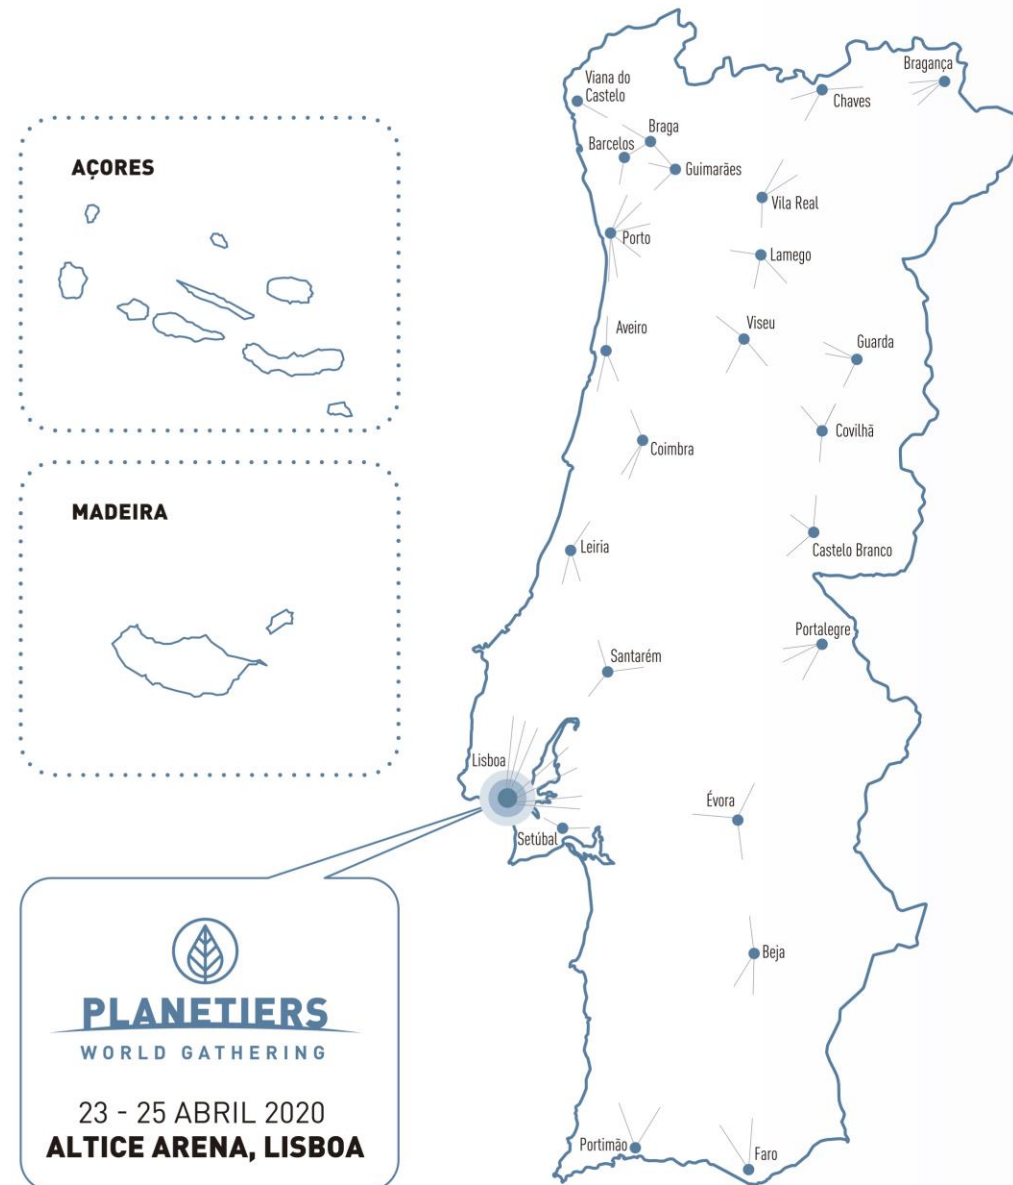 Bragança
Viana do
Castelo
Chaves
Braga
Barcelos
Guimarães
AÇORES
Vila Real
Porto
Lamego
Aveiro
Viseu
Guarda
Covilhã
Coimbra
MADEIRA
Leiria
Castelo Branco
Portalegre
Santarém
Lisboa
Évora
Setúbal
PLANETIERS
WORLD GATHERING
23 - 25 ABRIL 2020
ALTICE ARENA, LISBOA
Beja
Portimão
Faro